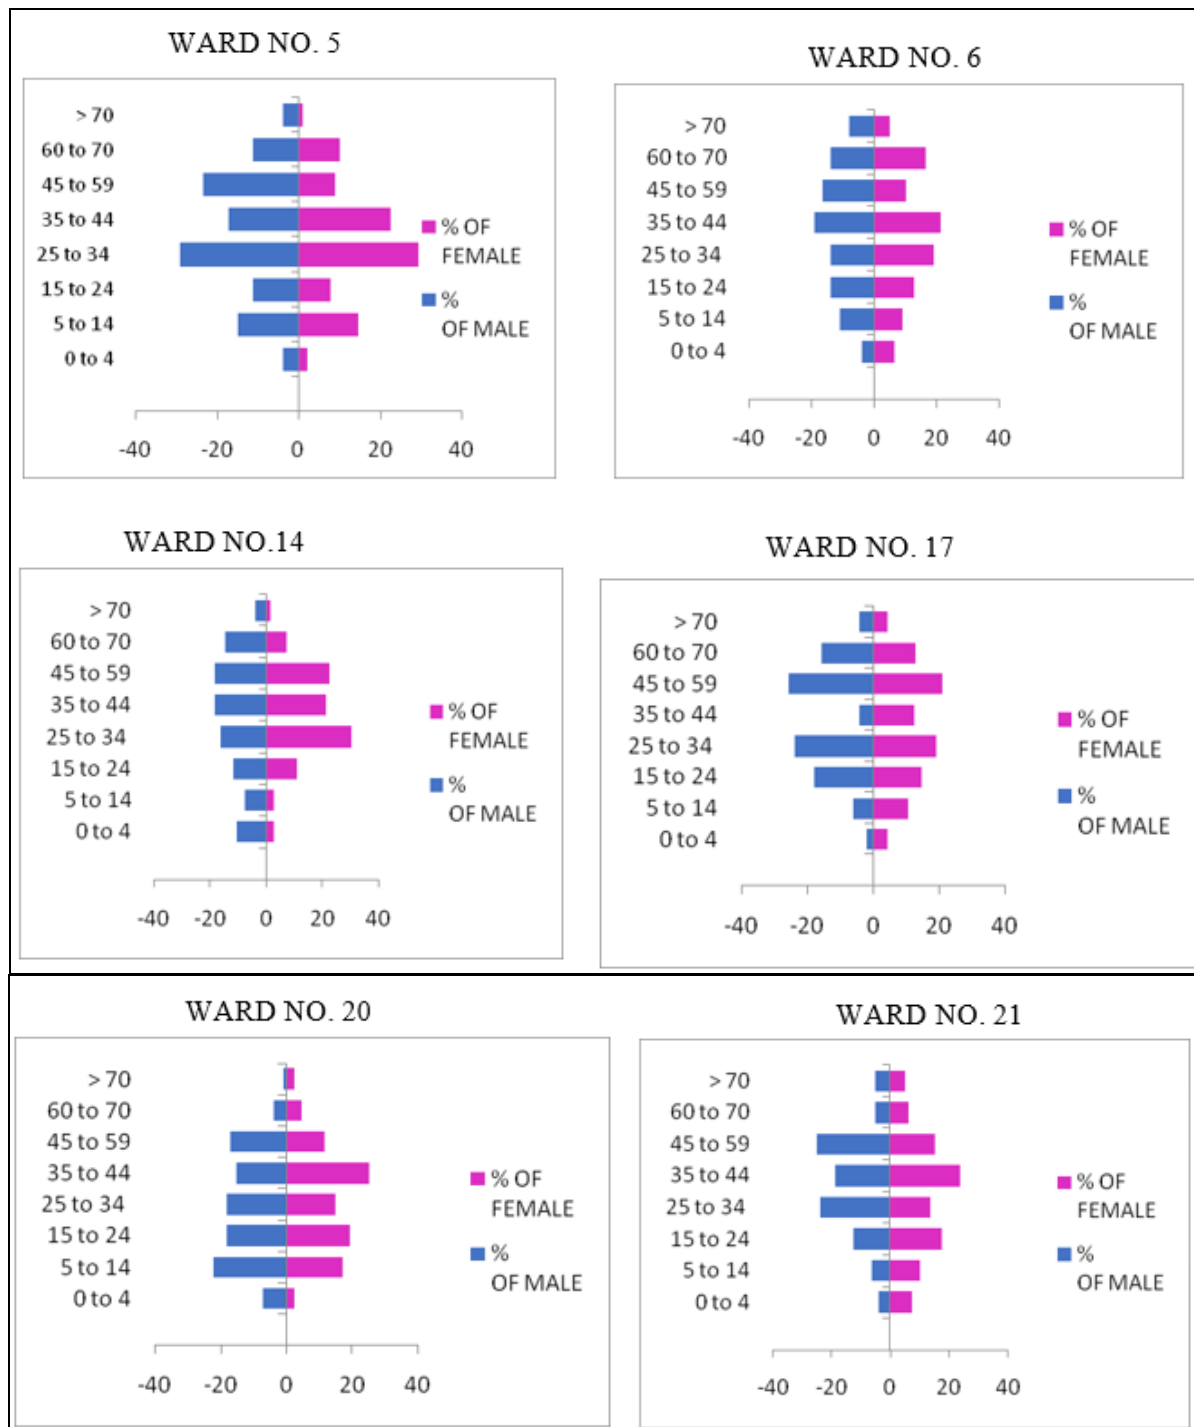 WARD NO. 5
> 70
60 to 70
45 to 59
35 to 44
25 to 34
15 to 24
5 to 14
0 to 4
% OF
FEMALE
%
OF MALE
-40 -20 0 20 40
WARD NO. 6
> 70
60 to 70
45 to 59
35 to 44
25 to 34
15 to 24
5 to 14
0 to 4
% OF
FEMALE
%
OF MALE
-40 -20 0 20 40
WARD NO.14
> 70
60 to 70
45 to 59
35 to 44
25 to 34
15 to 24
5 to 14
0 to 4
% OF
FEMALE
%
OF MALE
-40 -20 0 20 40
WARD NO. 17
> 70
60 to 70
45 to 59
35 to 44
25 to 34
15 to 24
5 to 14
0 to 4
% OF
FEMALE
%
OF MALE
-40 -20 0 20 40
WARD NO. 20
> 70
60 to 70
45 to 59
35 to 44
25 to 34
15 to 24
5 to 14
0 to 4
% OF
FEMALE
%
OF MALE
-40 -20 0 20 40
WARD NO. 21
> 70
60 to 70
45 to 59
35 to 44
25 to 34
15 to 24
5 to 14
0 to 4
% OF
FEMALE
%
OF MALE
-40 -20 0 20 40